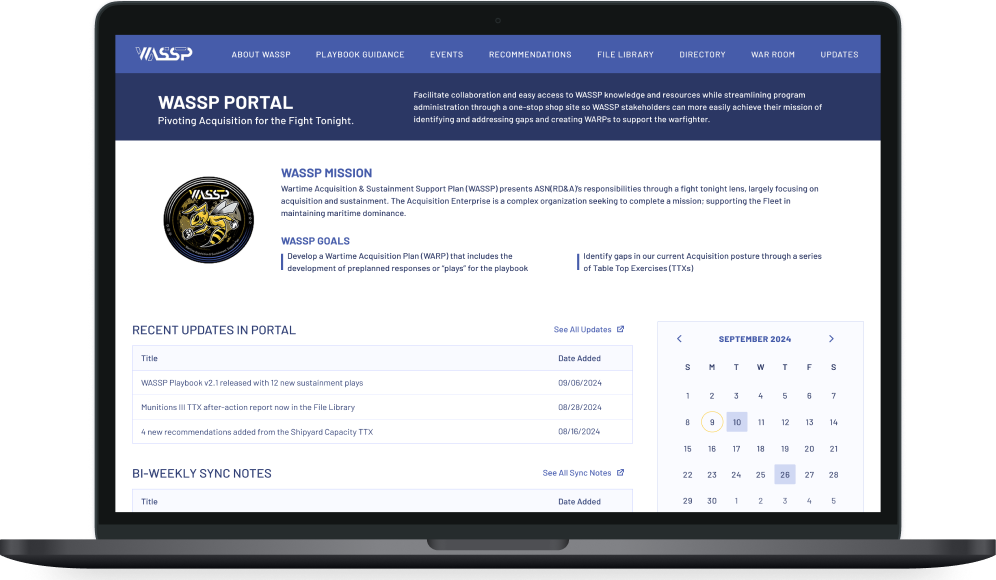 WASSP
ABOUT WASSP PLAYBOOK GUIDANCE EVENTS RECOMMENDATIONS FILE LIBRARY DIRECTORY WAR ROOM UPDATES
WASSP PORTAL
Pivoting Acquisition for the Fight Tonight.
Facilitate collaboration and easy access to WASSP knowledge and resources while streamlining program
administration through a one-stop shop site so WASSP stakeholders can more easily achieve their mission of
identifying and addressing gaps and creating WARPs to support the warfighter.
WASSP
WASSP MISSION
Wartime Acquisition & Sustainment Support Plan (WASSP) presents ASN(RD&A)'s responsibilities through a fight tonight lens, largely focusing on
acquisition and sustainment. The Acquisition Enterprise is a complex organization seeking to complete a mission; supporting the Fleet in
maintaining maritime dominance.
WASSP GOALS
Develop a Wartime Acquisition Plan (WARP) that includes the
development of preplanned responses or "plays" for the playbook
Identify gaps in our current Acquisition posture through a series
of Table Top Exercises (TTXs)
RECENT UPDATES IN PORTAL
See All Updates
Title Date Added
WASSP Playbook v2.1 released with 12 new sustainment plays 09/06/2024
Munitions III TTX after-action report now in the File Library 08/28/2024
4 new recommendations added from the Shipyard Capacity TTX 08/16/2024
BI-WEEKLY SYNC NOTES
See All Sync Notes
Title Date Added
SEPTEMBER 2024
S M T W T F S
1 2 3 4 5 6 7
8 9 10 11 12 13 14
15 16 17 18 19 20 21
22 23 24 25 26 27 28
29 30 1 2 3 4 5